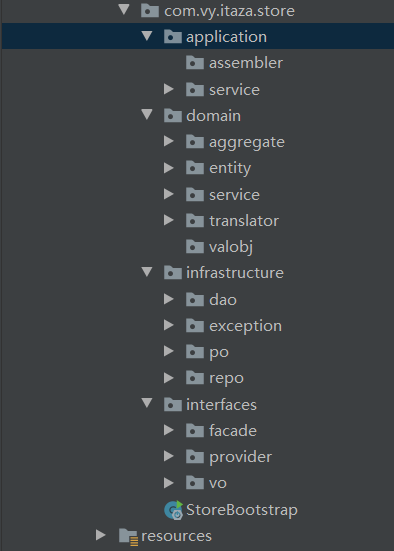 com.vy.itaza.store
application
assembler
service
domain
aggregate
entity
service
translator
valobj
infrastructure
dao
exception
po
repo
interfaces
facade
provider
vo
StoreBootstrap
resources